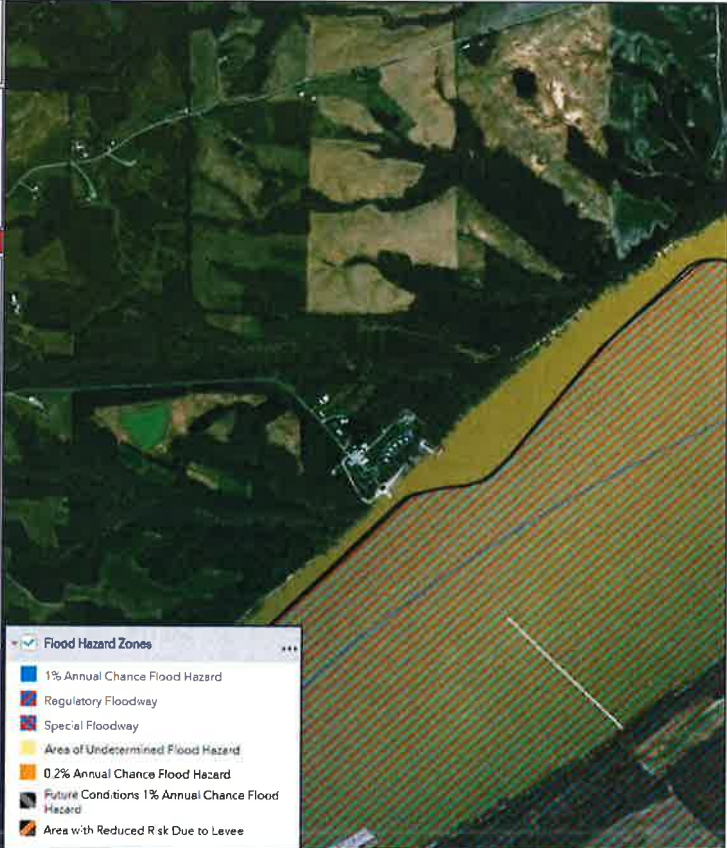 Flood Hazard Zones
1% Annual Chance Flood Hazard
Regulatory Floodway
Special Floodway
Area of Undetermined Flood Hazard
0.2% Annual Chance Flood Hazard
Future Conditions 1% Annual Chance Flood
Hazard
Area with Reduced Risk Due to Levee